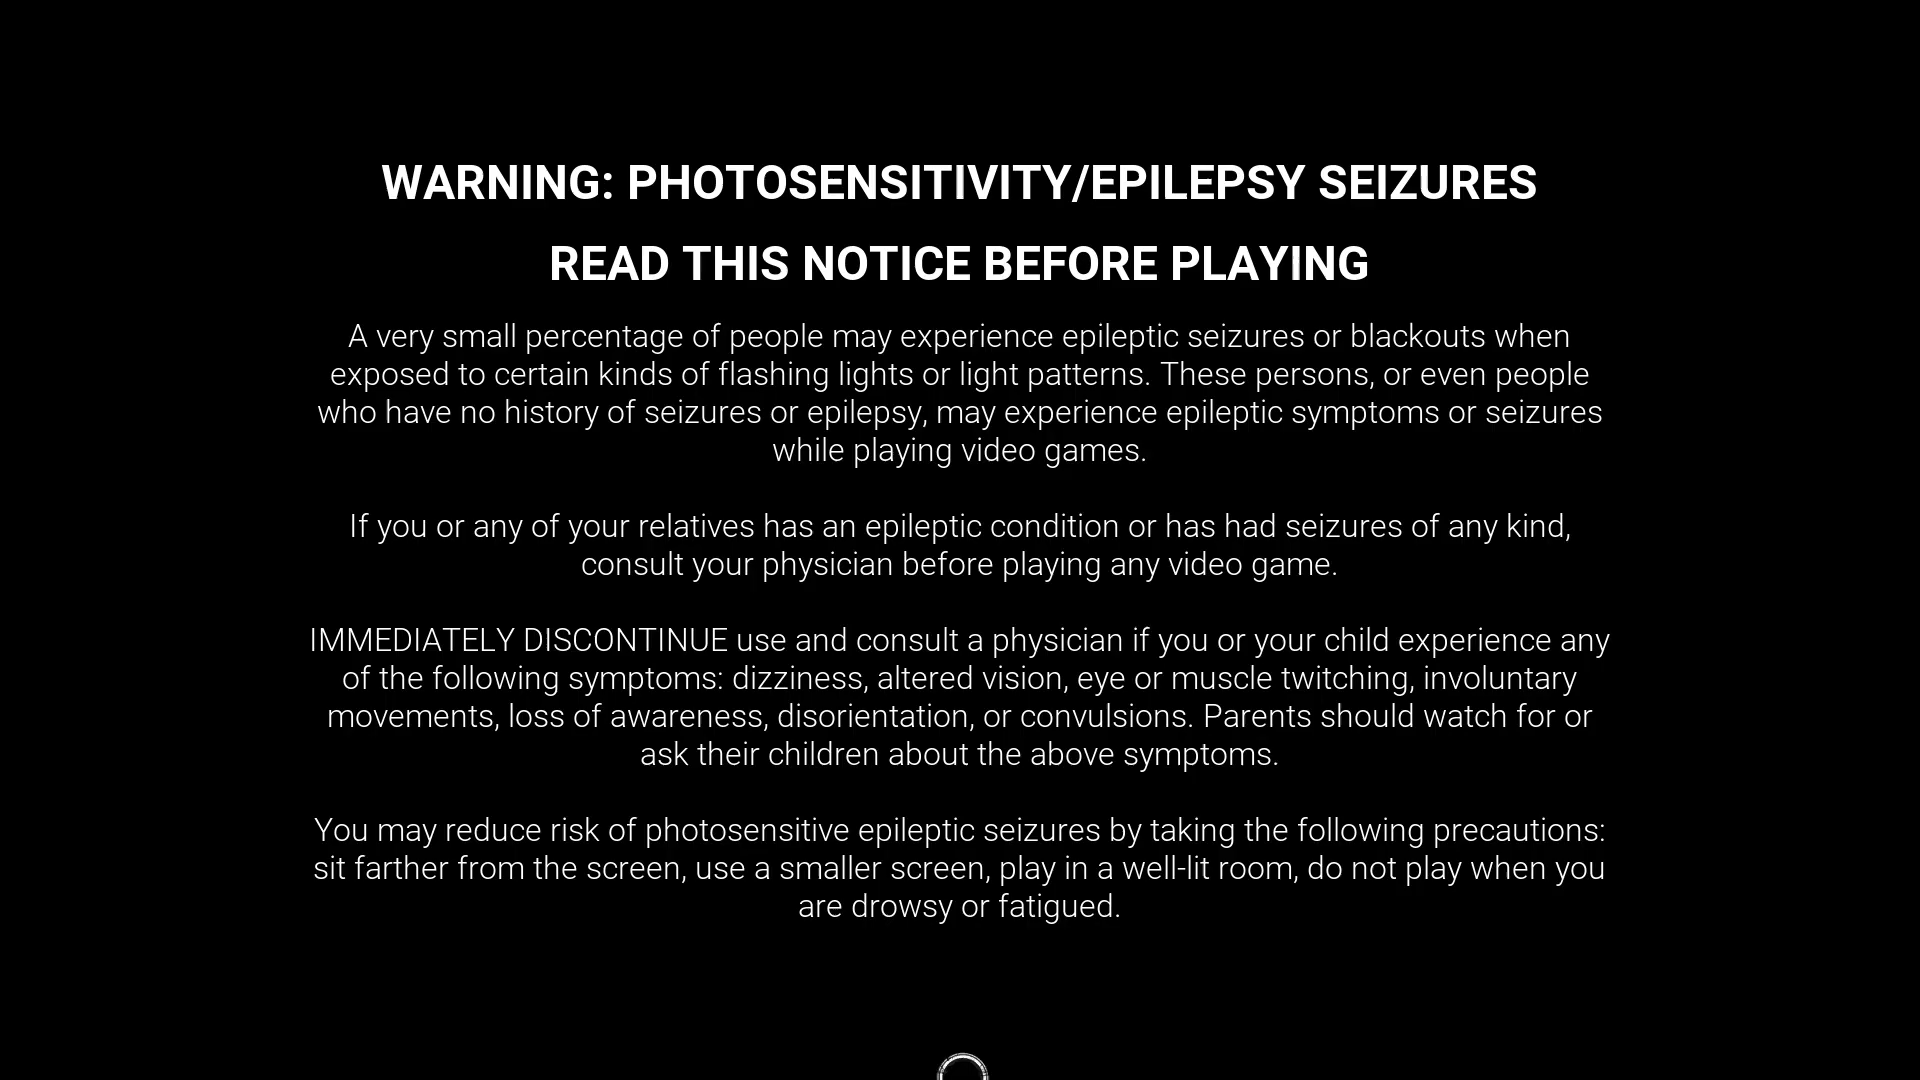 WARNING: PHOTOSENSITIVITY/EPILEPSY SEIZURES
READ THIS NOTICE BEFORE PLAYING
A very small percentage of people may experience epileptic seizures or blackouts when
exposed to certain kinds of flashing lights or light patterns. These persons, or even people
who have no history of seizures or epilepsy, may experience epileptic symptoms or seizures
while playing video games.
If you or any of your relatives has an epileptic condition or has had seizures of any kind,
consult your physician before playing any video game.
IMMEDIATELY DISCONTINUE use and consult a physician if you or your child experience any
of the following symptoms: dizziness, altered vision, eye or muscle twitching, involuntary
movements, loss of awareness, disorientation, or convulsions. Parents should watch for or
ask their children about the above symptoms.
You may reduce risk of photosensitive epileptic seizures by taking the following precautions:
sit farther from the screen, use a smaller screen, play in a well-lit room, do not play when you
are drowsy or fatigued.